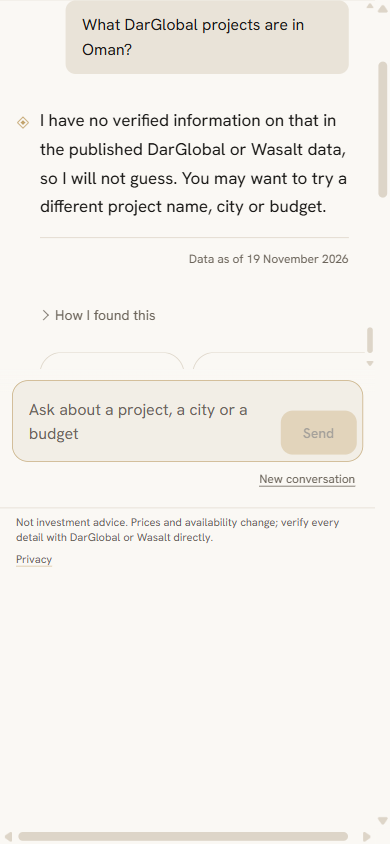 What DarGlobal projects are in
Oman?
I have no verified information on that in
the published DarGlobal or Wasalt data,
so I will not guess. You may want to try a
different project name, city or budget.
Data as of 19 November 2026
How I found this
Ask about a project, a city or a
budget
Send
New conversation
Not investment advice. Prices and availability change; verify every
detail with DarGlobal or Wasalt directly.
Privacy